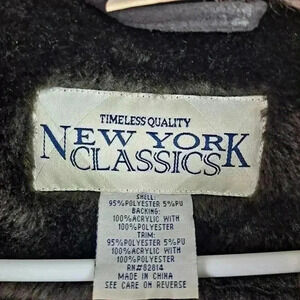 TIMELESS QUALITY
NEW YORK
CLASSICS
SHELL:
95%POLYESTER 5%PU
BACKING:
100%ACRYLIC WITH
100%POLYESTER
TRIM:
95%POLYESTER 5%PU
100%ACRYLIC WITH
100%POLYESTER
RN#82814
MADE IN CHINA
SEE CARE ON REVERSE